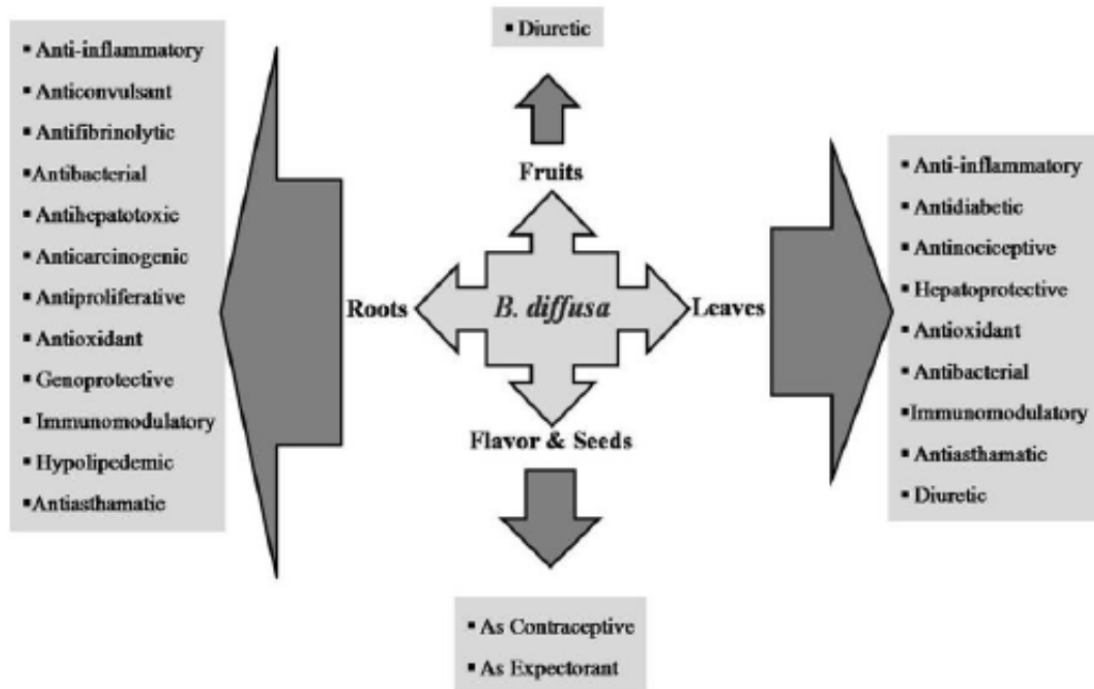 ▪ Diuretic
▪ Anti-inflammatory
▪ Anticonvulsant
▪ Antifibrinolytic
▪Antibacterial
▪ Antihepatotoxic
▪ Anticarcinogenic
▪ Antiproliferative
▪ Antioxidant
▪ Genoprotective
▪ Immunomodulatory
▪ Hypolipedemic
▪Antiasthamatic
Fruits
Roots
B. diffusa
Leaves
Flavor & Seeds
▪ Anti-inflammatory
▪ Antidiabetic
▪ Antinociceptive
▪ Hepatoprotective
▪ Antioxidant
▪ Antibacterial
▪Immunomodulatory
▪ Antiasthamatic
▪ Diuretic
▪ As Contraceptive
▪ As Expectorant